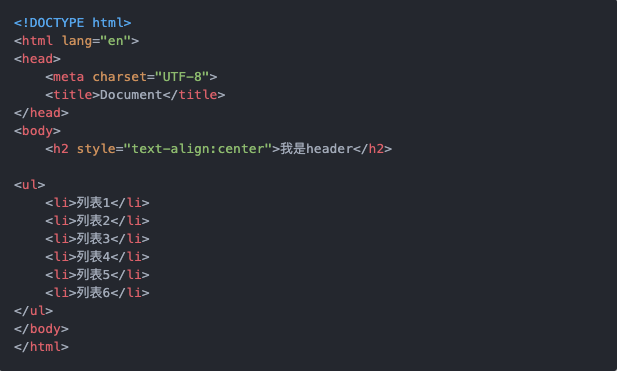 <!DOCTYPE html>
<html lang="en">
<head>
    <meta charset="UTF-8">
    <title>Document</title>
</head>
<body>
    <h2 style="text-align:center">我是header</h2>

<ul>
    <li>列表1</li>
    <li>列表2</li>
    <li>列表3</li>
    <li>列表4</li>
    <li>列表5</li>
    <li>列表6</li>
</ul>
</body>
</html>